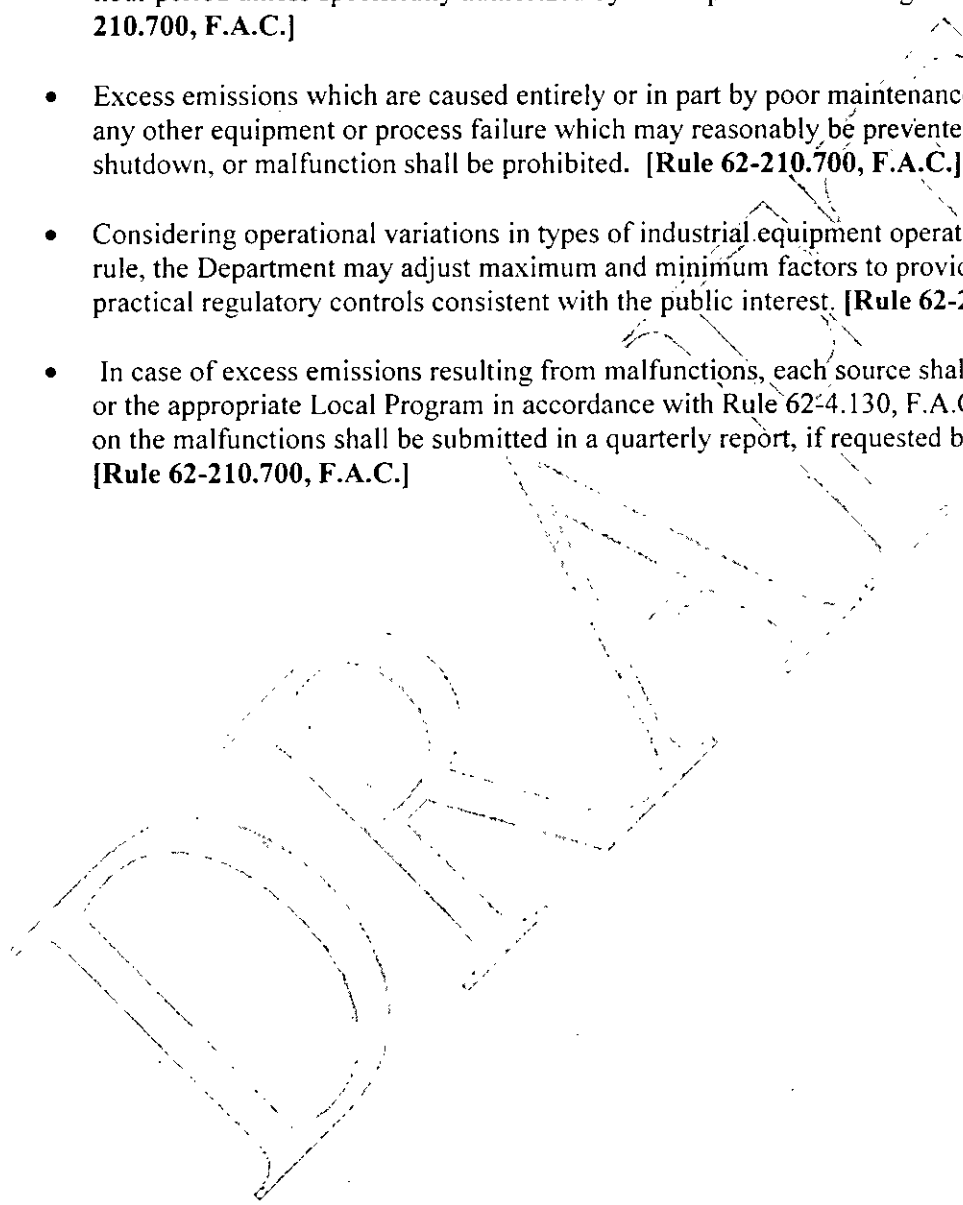 210.700, F.A.C.]
• Excess emissions which are caused entirely or in part by poor maintenanc
any other equipment or process failure which may reasonably be prevente
shutdown, or malfunction shall be prohibited. [Rule 62-210.700, F.A.C.]
• Considering operational variations in types of industrial equipment operat
rule, the Department may adjust maximum and minimum factors to provid
practical regulatory controls consistent with the public interest. [Rule 62-2
• In case of excess emissions resulting from malfunctions, each source shal
or the appropriate Local Program in accordance with Rule 62-4.130, F.A.C
on the malfunctions shall be submitted in a quarterly report, if requested b
[Rule 62-210.700, F.A.C.]
DRA